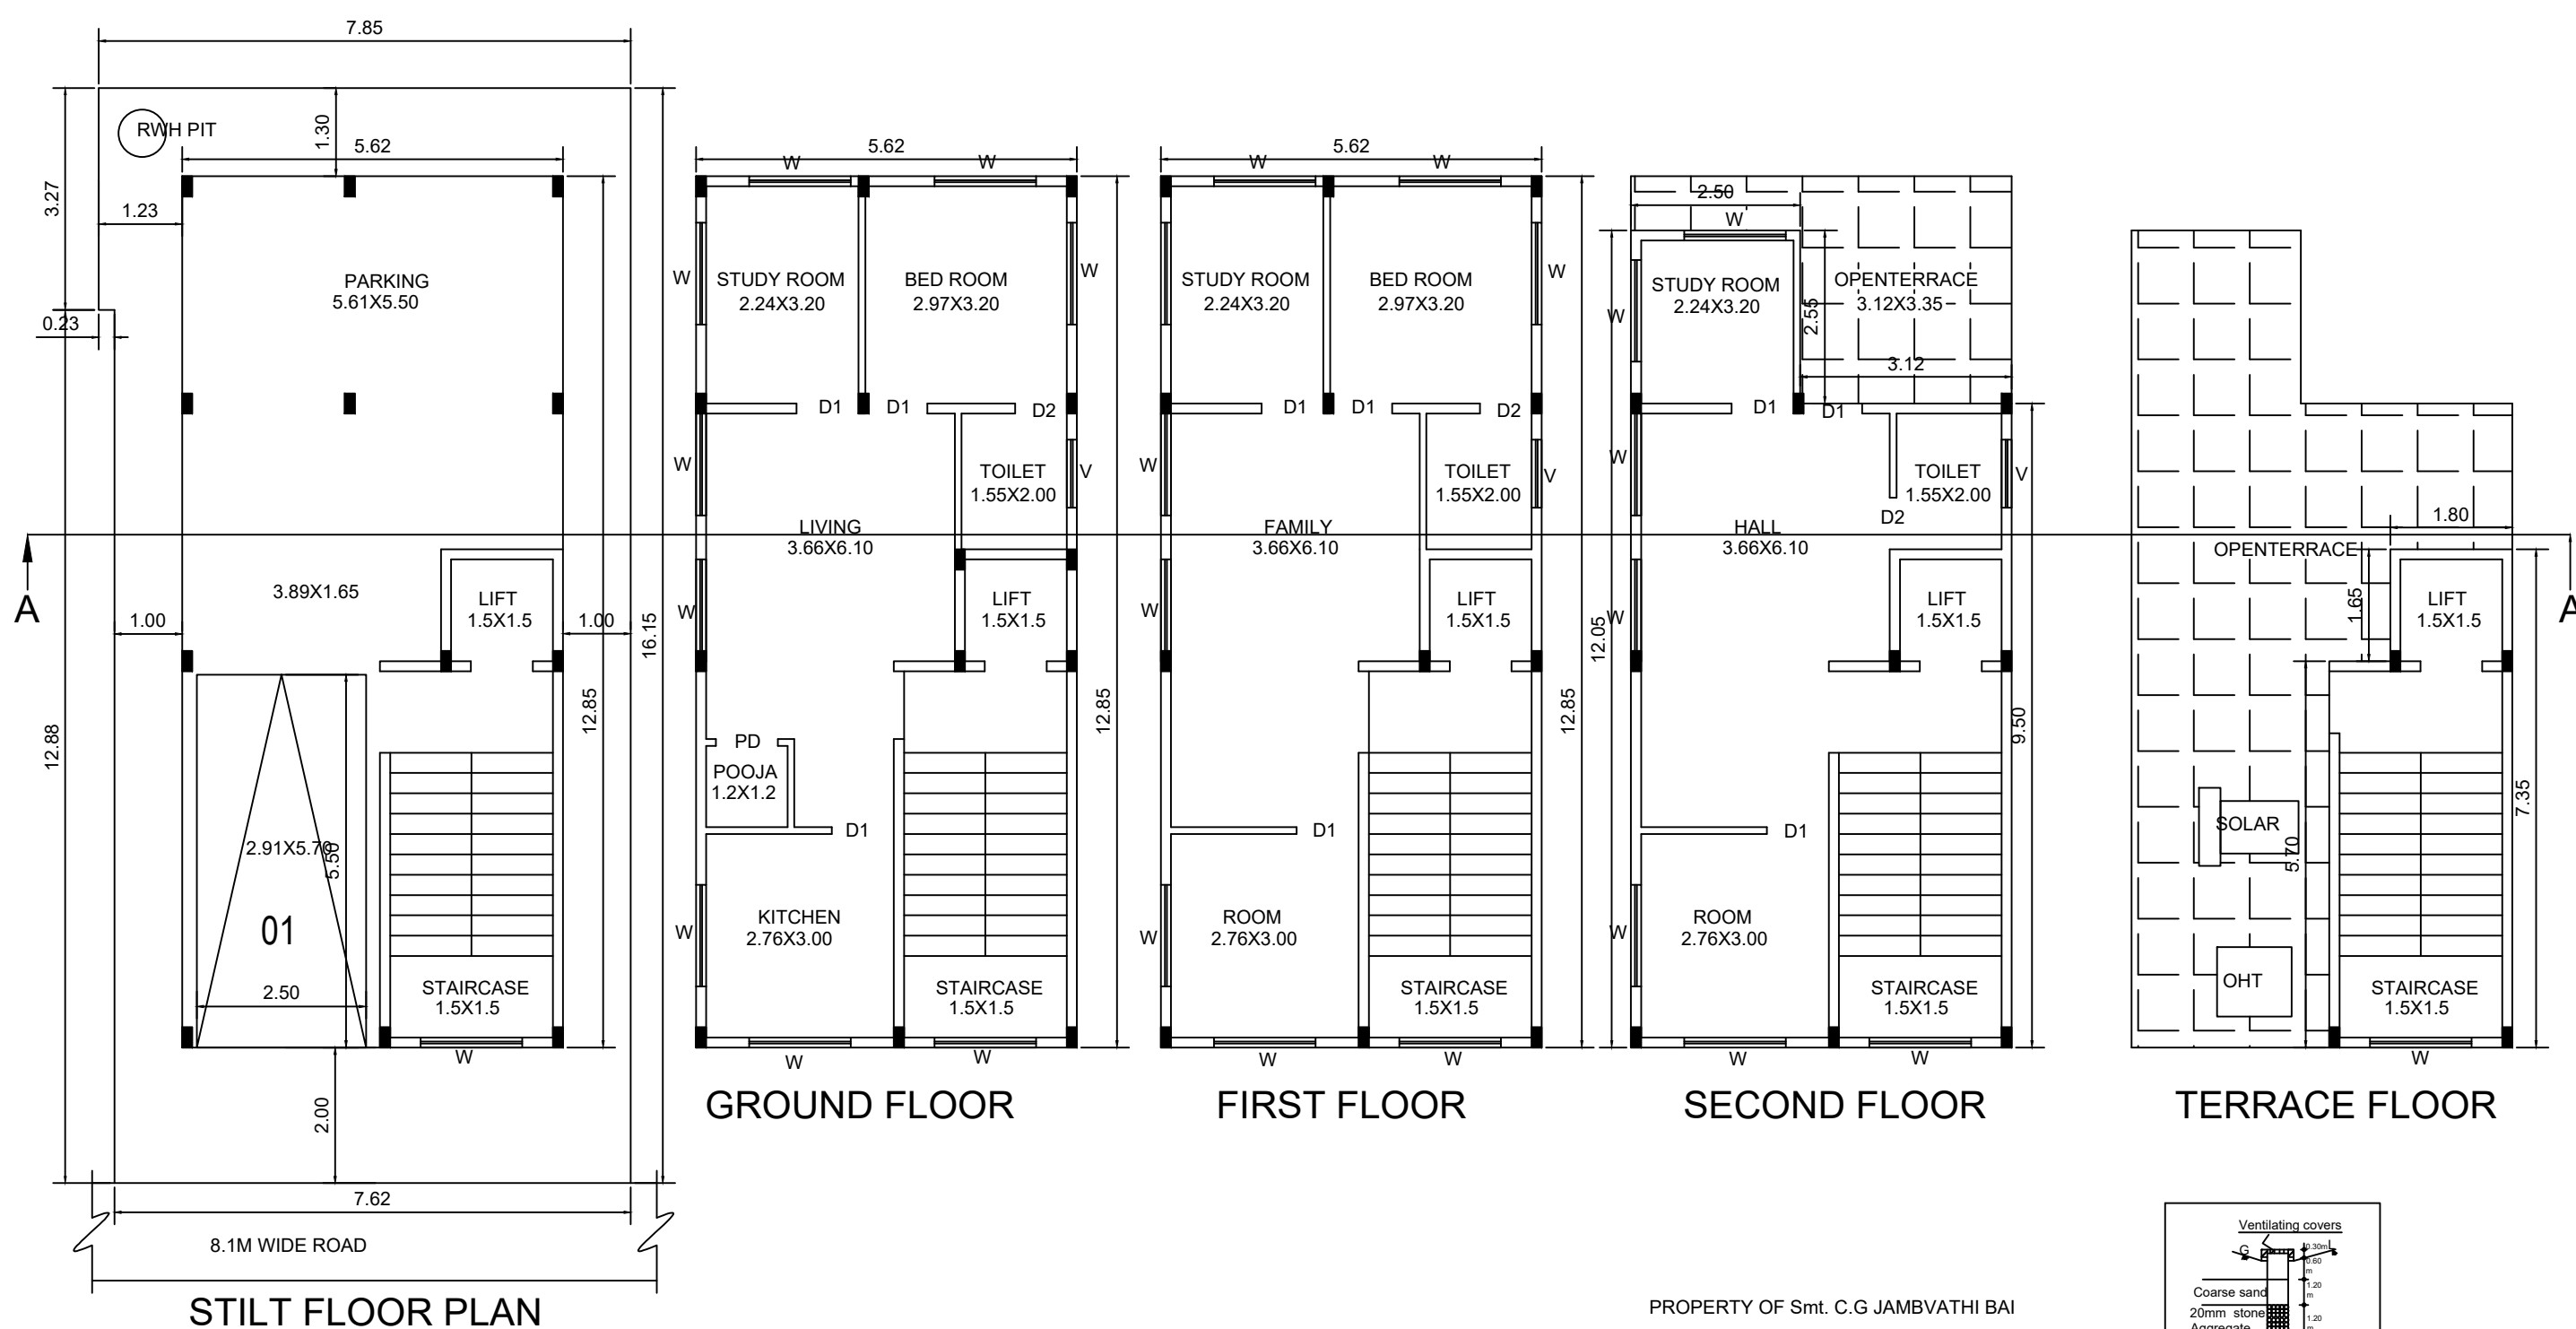 7.85
RWH PIT
1.30
5.62
3.27
1.23
PARKING
5.61X5.50
0.23
3.89X1.65
LIFT
1.5X1.5
1.00
1.00
16.15
12.85
12.88
A
2.91X5.7
5.50
01
2.50
STAIRCASE
1.5X1.5
W
2.00
7.62
8.1M WIDE ROAD
STILT FLOOR PLAN
5.62
W
W
W
STUDY ROOM
2.24X3.20
BED ROOM
2.97X3.20
W
D1
D1
D2
W
TOILET
1.55X2.00
V
LIVING
3.66X6.10
W
LIFT
1.5X1.5
12.85
PD
POOJA
1.2X1.2
D1
W
KITCHEN
2.76X3.00
STAIRCASE
1.5X1.5
W
W
GROUND FLOOR
5.62
W
W
STUDY ROOM
2.24X3.20
BED ROOM
2.97X3.20
W
D1
D1
D2
W
TOILET
1.55X2.00
V
FAMILY
3.66X6.10
W
LIFT
1.5X1.5
12.85
D1
W
ROOM
2.76X3.00
STAIRCASE
1.5X1.5
W
W
FIRST FLOOR
2.50
W
STUDY ROOM
2.24X3.20
W
2.55
OPENTERRACE
3.12X3.35
3.12
D1
D1
W
TOILET
1.55X2.00
V
D2
HALL
3.66X6.10
W
12.05
LIFT
1.5X1.5
9.50
D1
W
ROOM
2.76X3.00
STAIRCASE
1.5X1.5
W
W
SECOND FLOOR
1.80
OPENTERRACE
1.65
LIFT
1.5X1.5
A
SOLAR
5.70
7.35
OHT
STAIRCASE
1.5X1.5
W
TERRACE FLOOR
PROPERTY OF Smt. C.G JAMBVATHI BAI
Ventilating covers
G
L
0.30m
0.60
m
Coarse sand
1.20
m
20mm stone
Aggregate
1.20
m